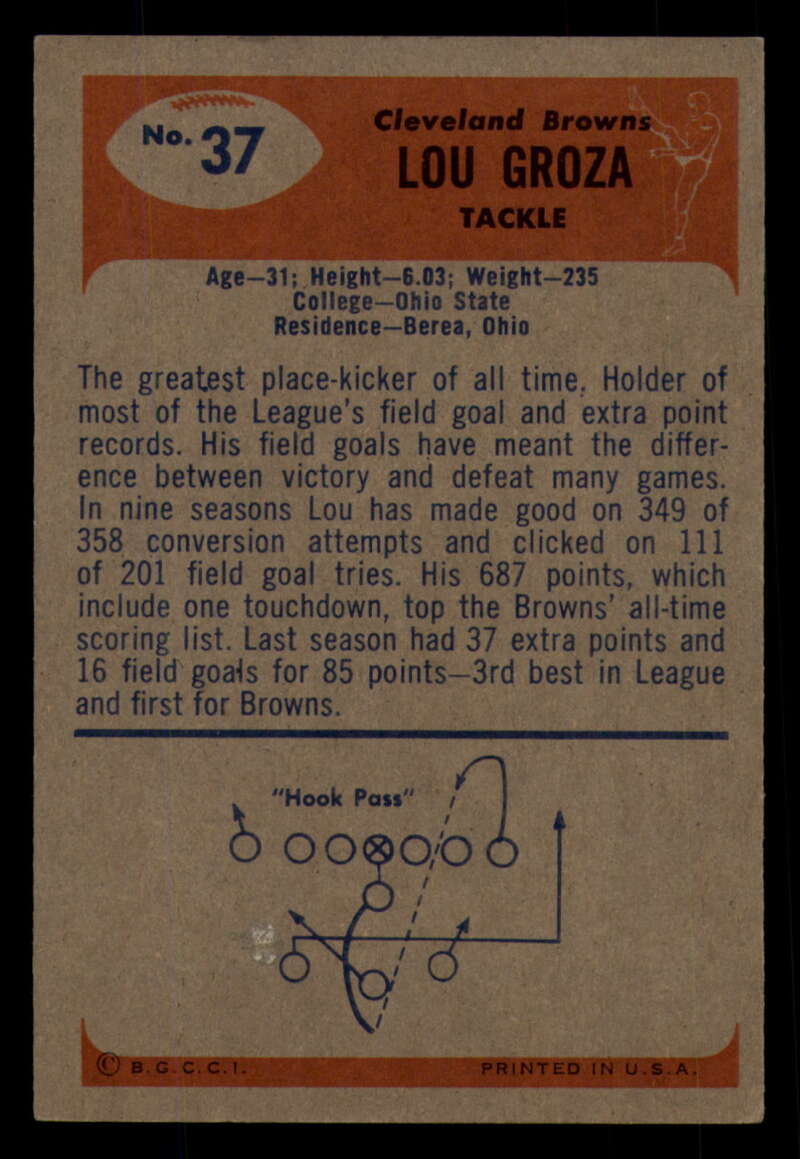 No. 37
Cleveland Browns
LOU GROZA
TACKLE
Age—31; Height—6.03; Weight—235
College—Ohio State
Residence—Berea, Ohio
The greatest place-kicker of all time. Holder of
most of the League's field goal and extra point
records. His field goals have meant the differ-
ence between victory and defeat many games.
In nine seasons Lou has made good on 349 of
358 conversion attempts and clicked on 111
of 201 field goal tries. His 687 points, which
include one touchdown, top the Browns' all-time
scoring list. Last season had 37 extra points and
16 field goals for 85 points—3rd best in League
and first for Browns.
"Hook Pass"
© B.G.C.C.I.
PRINTED IN U.S.A.